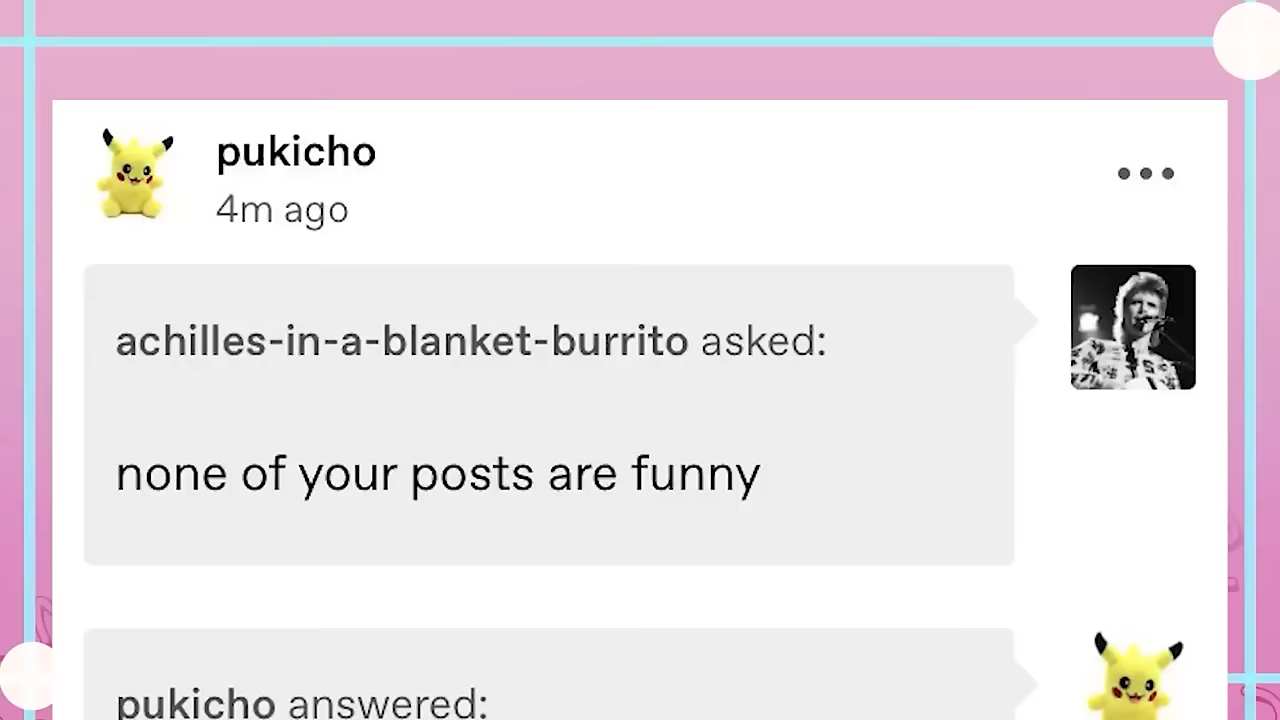 pukicho
4m ago
achilles-in-a-blanket-burrito asked:
none of your posts are funny
pukicho answered: